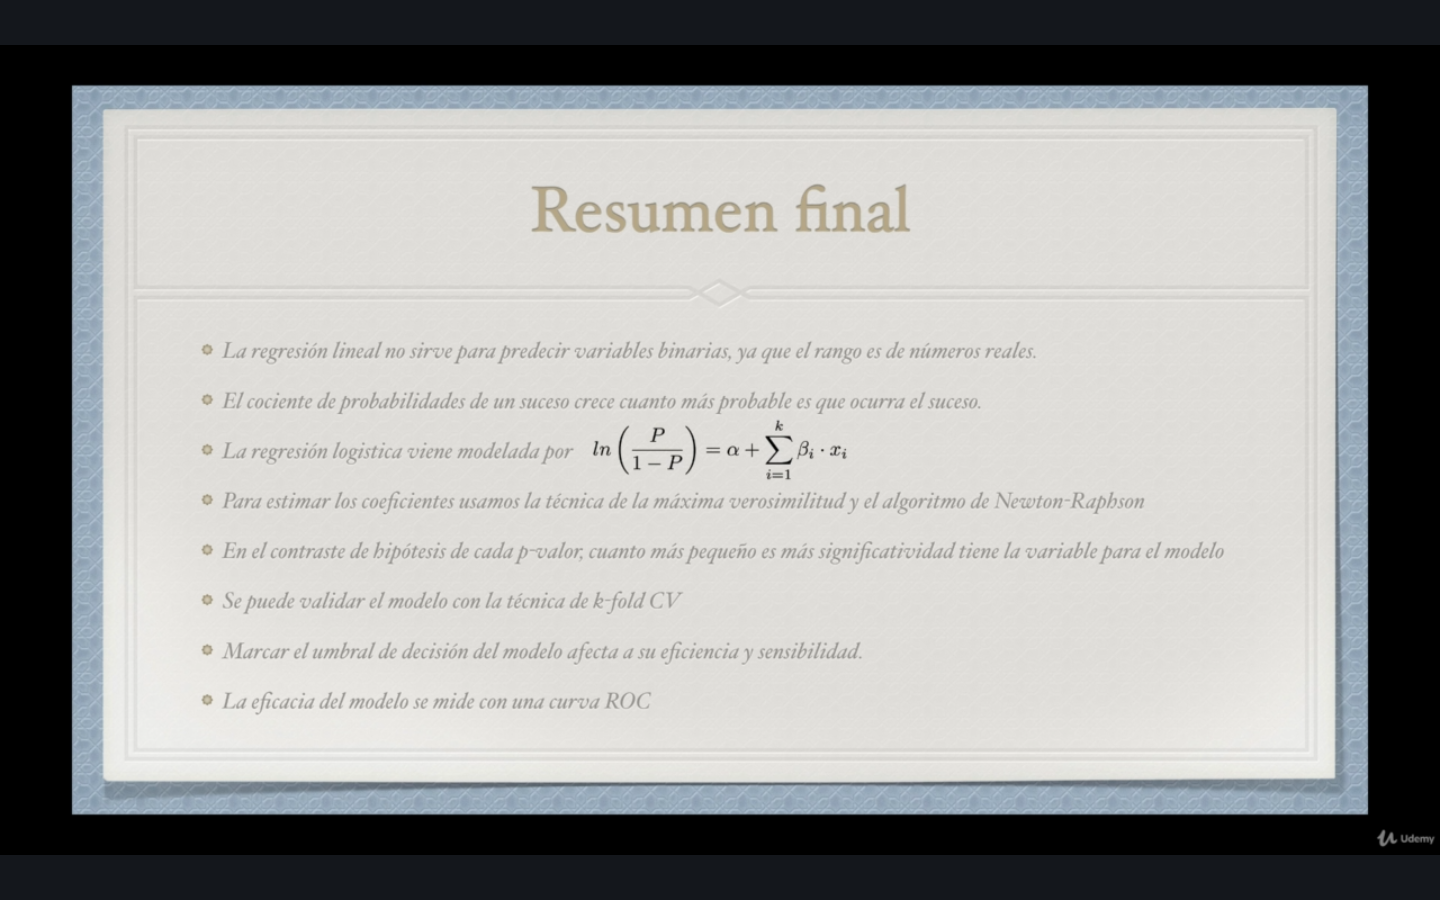 Resumen final
La regresión lineal no sirve para predecir variables binarias, ya que el rango es de números reales.
El cociente de probabilidades de un suceso crece cuanto más probable es que ocurra el suceso.
La regresión logistica viene modelada por $ln\left(\frac{P}{1-P}\right) = \alpha + \sum_{i=1}^{k} \beta_i \cdot x_i$
Para estimar los coeficientes usamos la técnica de la máxima verosimilitud y el algoritmo de Newton-Raphson
En el contraste de hipótesis de cada p-valor, cuanto más pequeño es más significatividad tiene la variable para el modelo
Se puede validar el modelo con la técnica de k-fold CV
Marcar el umbral de decisión del modelo afecta a su eficiencia y sensibilidad.
La eficacia del modelo se mide con una curva ROC
Udemy